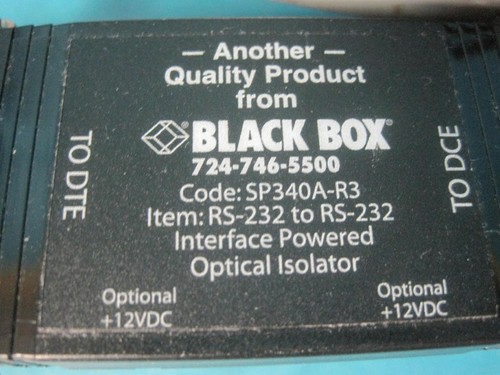 — Another —
Quality Product
from
BLACK BOX®
724-746-5500
Code: SP340A-R3
Item: RS-232 to RS-232
Interface Powered
Optical Isolator
TO DTE
TO DCE
Optional
+12VDC
Optional
+12VDC